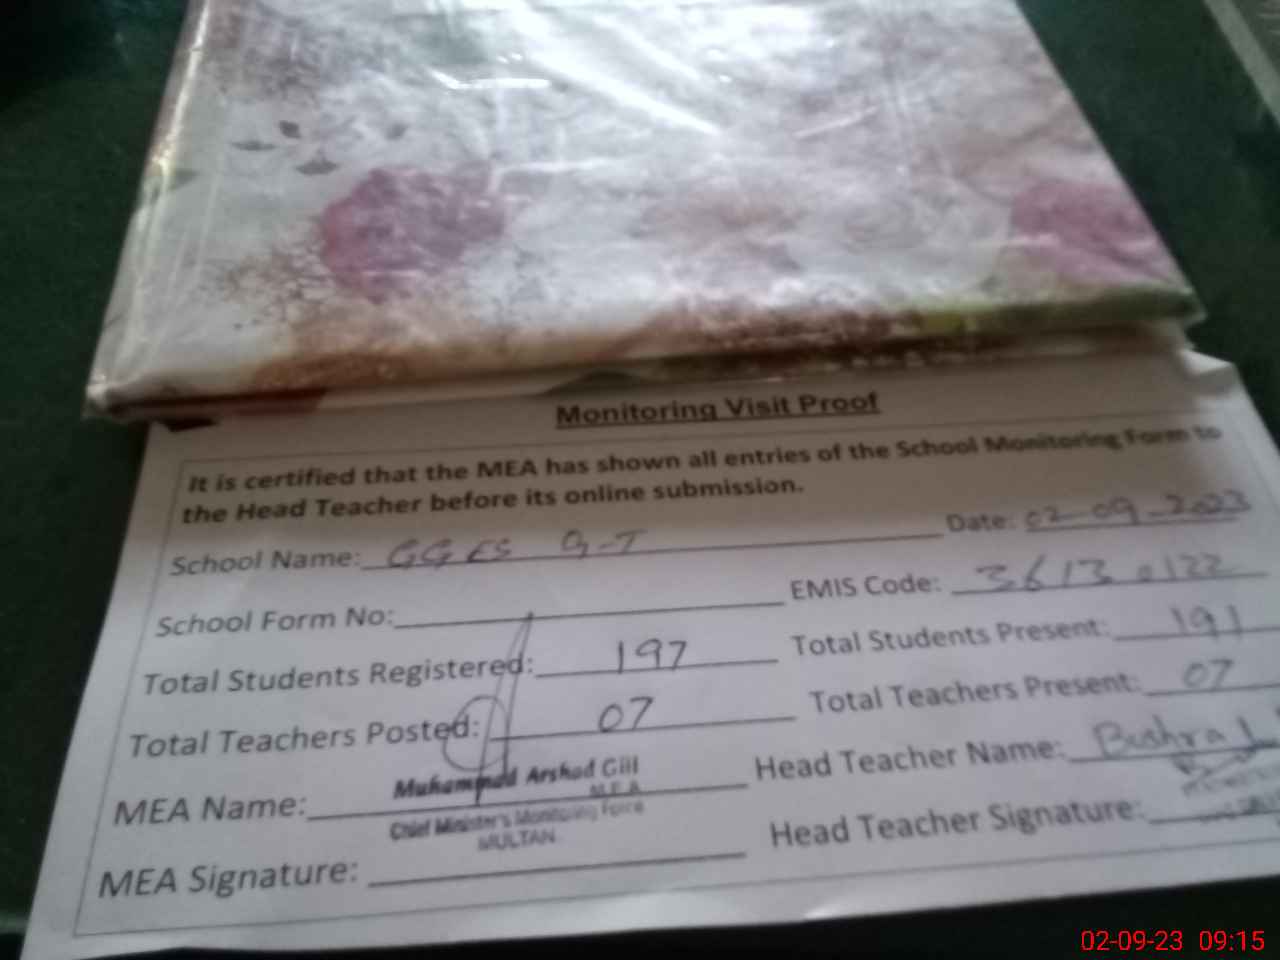 Monitoring Visit Proof
It is certified that the MEA has shown all entries of the School Monitoring Form to
the Head Teacher before its online submission.
School Name: GGES 9-T Date: 02-09-2023
School Form No: EMIS Code: 36130122
Total Students Registered: 197 Total Students Present: 191
Total Teachers Posted: 07 Total Teachers Present: 07
MEA Name: Muhammad Arshad Gill Head Teacher Name: Bushra
M.E.A
Chief Minister's Monitoring Force
MULTAN
MEA Signature: Head Teacher Signature:
02-09-23 09:15